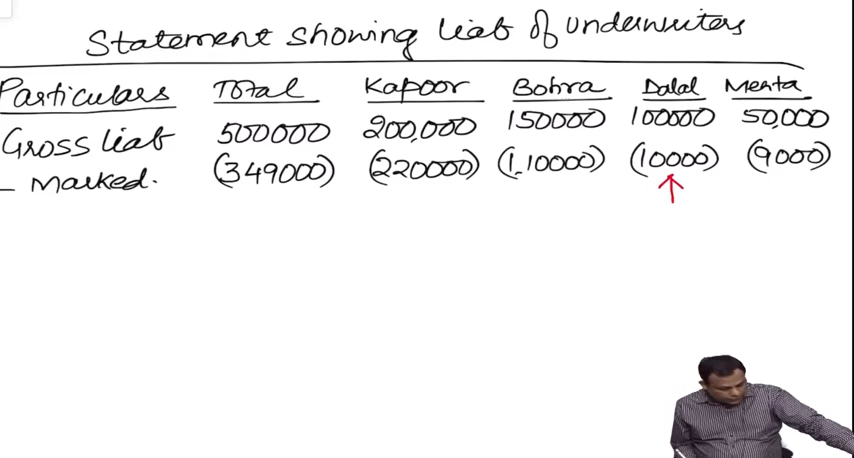 Statement showing liab of underwriters
Particulars Total Kapoor Bohra Dalal Mehta
Gross liab 500000 200,000 150000 100000 50,000
- Marked. (349000) (220000) (1,10000) (10000) (9000)